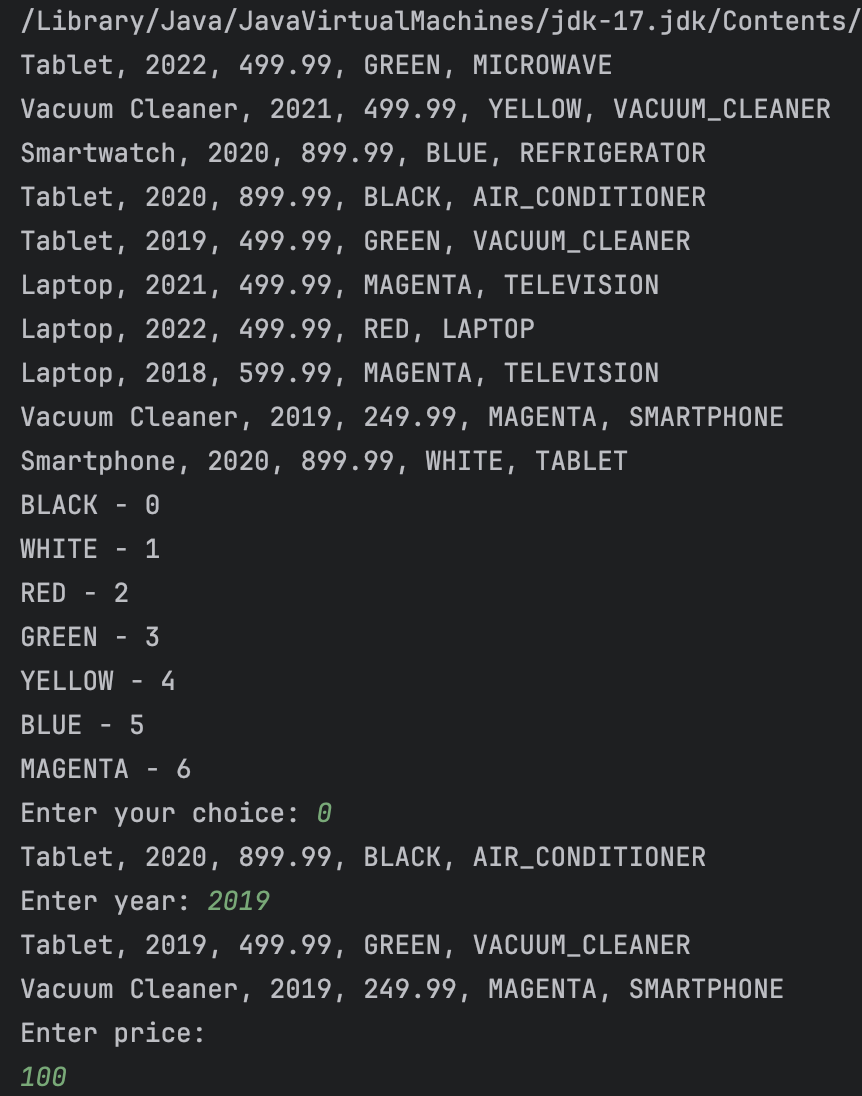 /Library/Java/JavaVirtualMachines/jdk-17.jdk/Contents/
Tablet, 2022, 499.99, GREEN, MICROWAVE
Vacuum Cleaner, 2021, 499.99, YELLOW, VACUUM_CLEANER
Smartwatch, 2020, 899.99, BLUE, REFRIGERATOR
Tablet, 2020, 899.99, BLACK, AIR_CONDITIONER
Tablet, 2019, 499.99, GREEN, VACUUM_CLEANER
Laptop, 2021, 499.99, MAGENTA, TELEVISION
Laptop, 2022, 499.99, RED, LAPTOP
Laptop, 2018, 599.99, MAGENTA, TELEVISION
Vacuum Cleaner, 2019, 249.99, MAGENTA, SMARTPHONE
Smartphone, 2020, 899.99, WHITE, TABLET
BLACK - 0
WHITE - 1
RED - 2
GREEN - 3
YELLOW - 4
BLUE - 5
MAGENTA - 6
Enter your choice: 0
Tablet, 2020, 899.99, BLACK, AIR_CONDITIONER
Enter year: 2019
Tablet, 2019, 499.99, GREEN, VACUUM_CLEANER
Vacuum Cleaner, 2019, 249.99, MAGENTA, SMARTPHONE
Enter price:
100